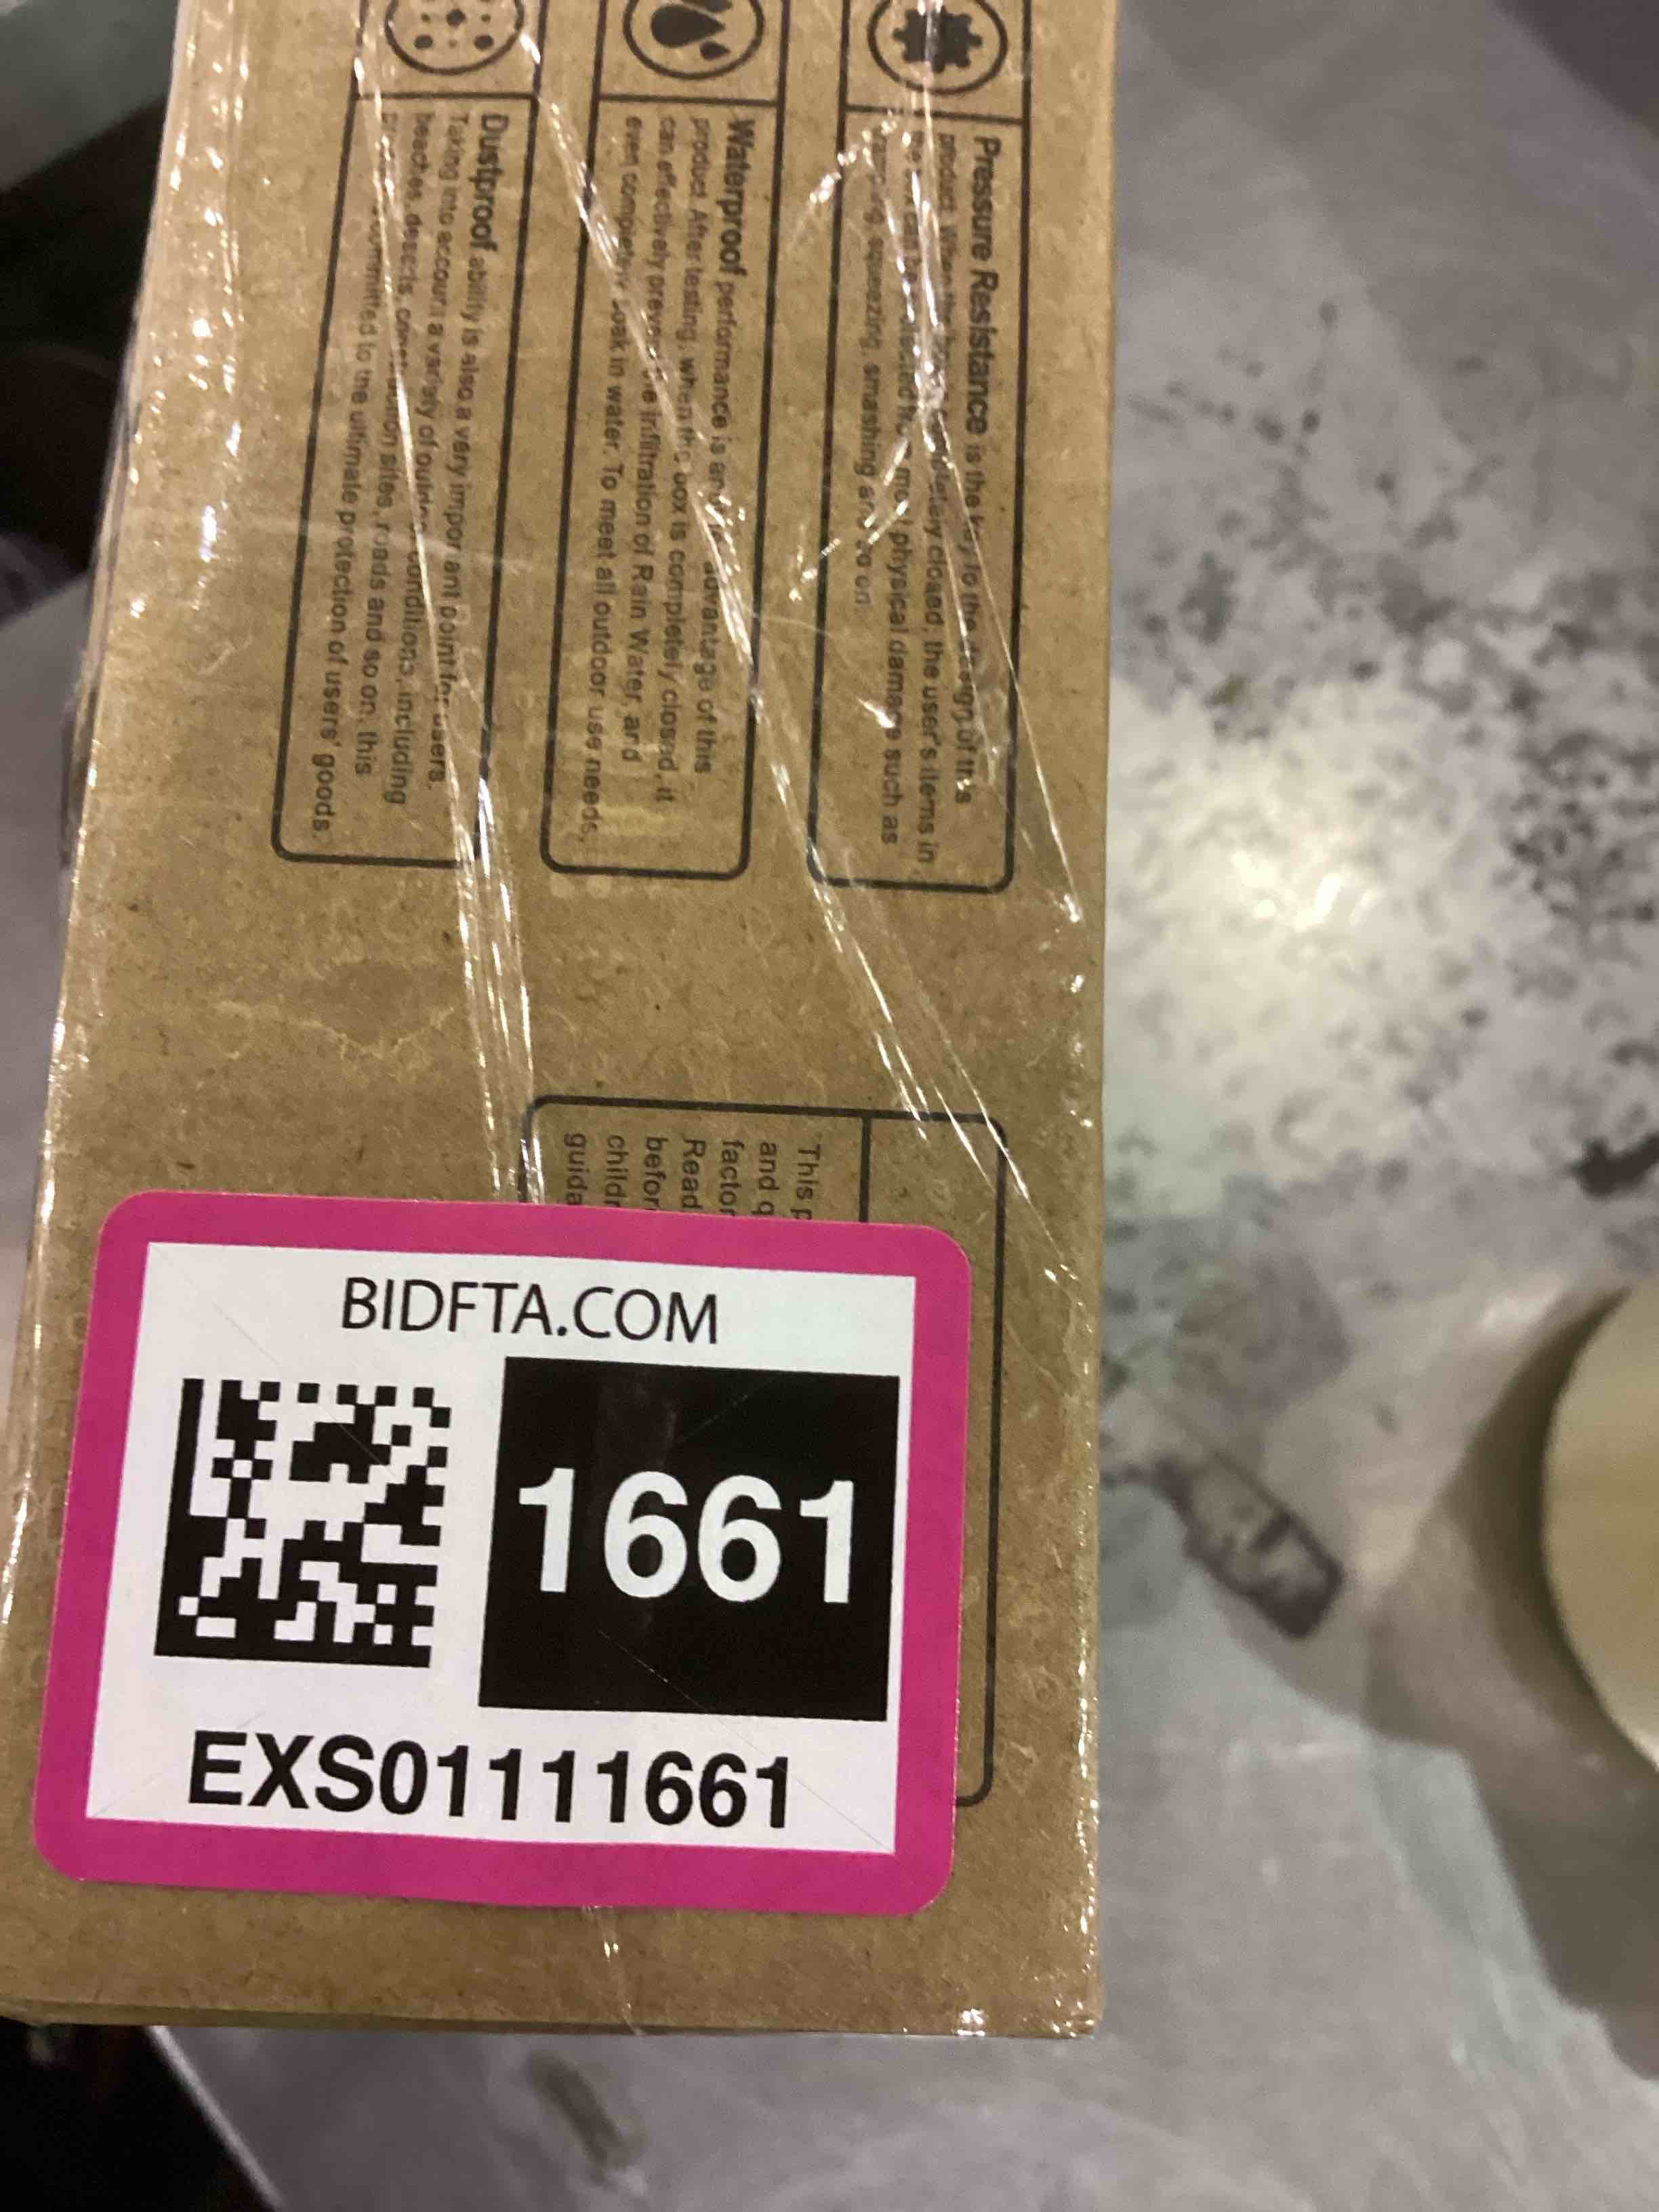 Pressure Resistance is the key to the design of this
product. When the box is completely closed, the user's items in
the physical damage such as
squeezing, smashing and so on.
Waterproof performance is advantage of this
product. After testing, when the box is completely closed, it
can effectively prevent the infiltration of Rain Water, and
even completely soak in water. To meet all outdoor use needs.
Dustproof ability is also a very important point for users.
Taking into account a variety of outdoor conditions, including
beaches, deserts, construction sites, roads and so on, this
committed to the ultimate protection of users' goods.
This p
and q
factor
Read
before
childr
guida
BIDFTA.COM
1661
EXS01111661